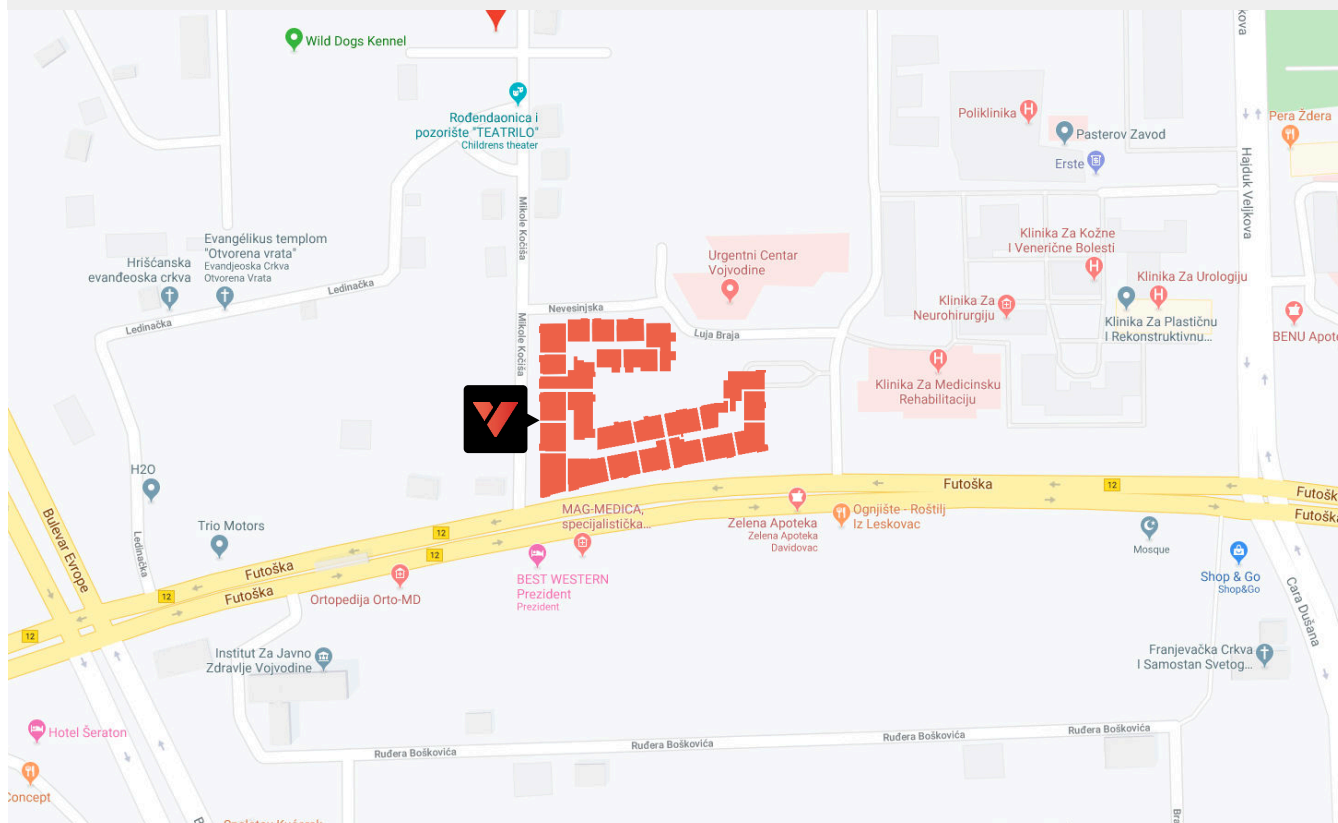 Wild Dogs Kennel
Rođendaonica i
pozorište "TEATRILO"
Childrens theater
Poliklinika
Pasterov Zavod
Erste
Pera Ždera
Hajduk Veljkova
kova
Mikole Kočiša
Evangélikus templom
"Otvorena vrata"
Evandjeoska Crkva
Otvorena Vrata
Hrišćanska
evanđeoska crkva
Ledinačka
Ledinačka
Nevesinjska
Urgentni Centar
Vojvodine
Luja Braja
Mikole Kočiša
Klinika Za Kožne
I Venerične Bolesti
Klinika Za Urologiju
Klinika Za
Neurohirurgiju
Klinika Za Plastičnu
I Rekonstruktivnu...
BENU Apote
Klinika Za Medicinsku
Rehabilitaciju
H2O
Trio Motors
Ledinačka
Bulevar Evrope
MAG-MEDICA,
specijalistička...
Zelena Apoteka
Zelena Apoteka
Davidovac
Ognjište - Roštilj
Iz Leskovac
Futoška
12
Futošk
Futoška
Mosque
Shop & Go
Shop&Go
12
12
Futoška
Futoška
12
12
BEST WESTERN
Prezident
Prezident
Ortopedija Orto-MD
Cara Dušana
Institut Za Javno
Zdravlje Vojvodine
Franjevačka Crkva
I Samostan Svetog...
Hotel Šeraton
Concept
Ruđera Boškovića
Ruđera Boškovića
Ruđera Boškovića
Ruđera Boškovića
Bra